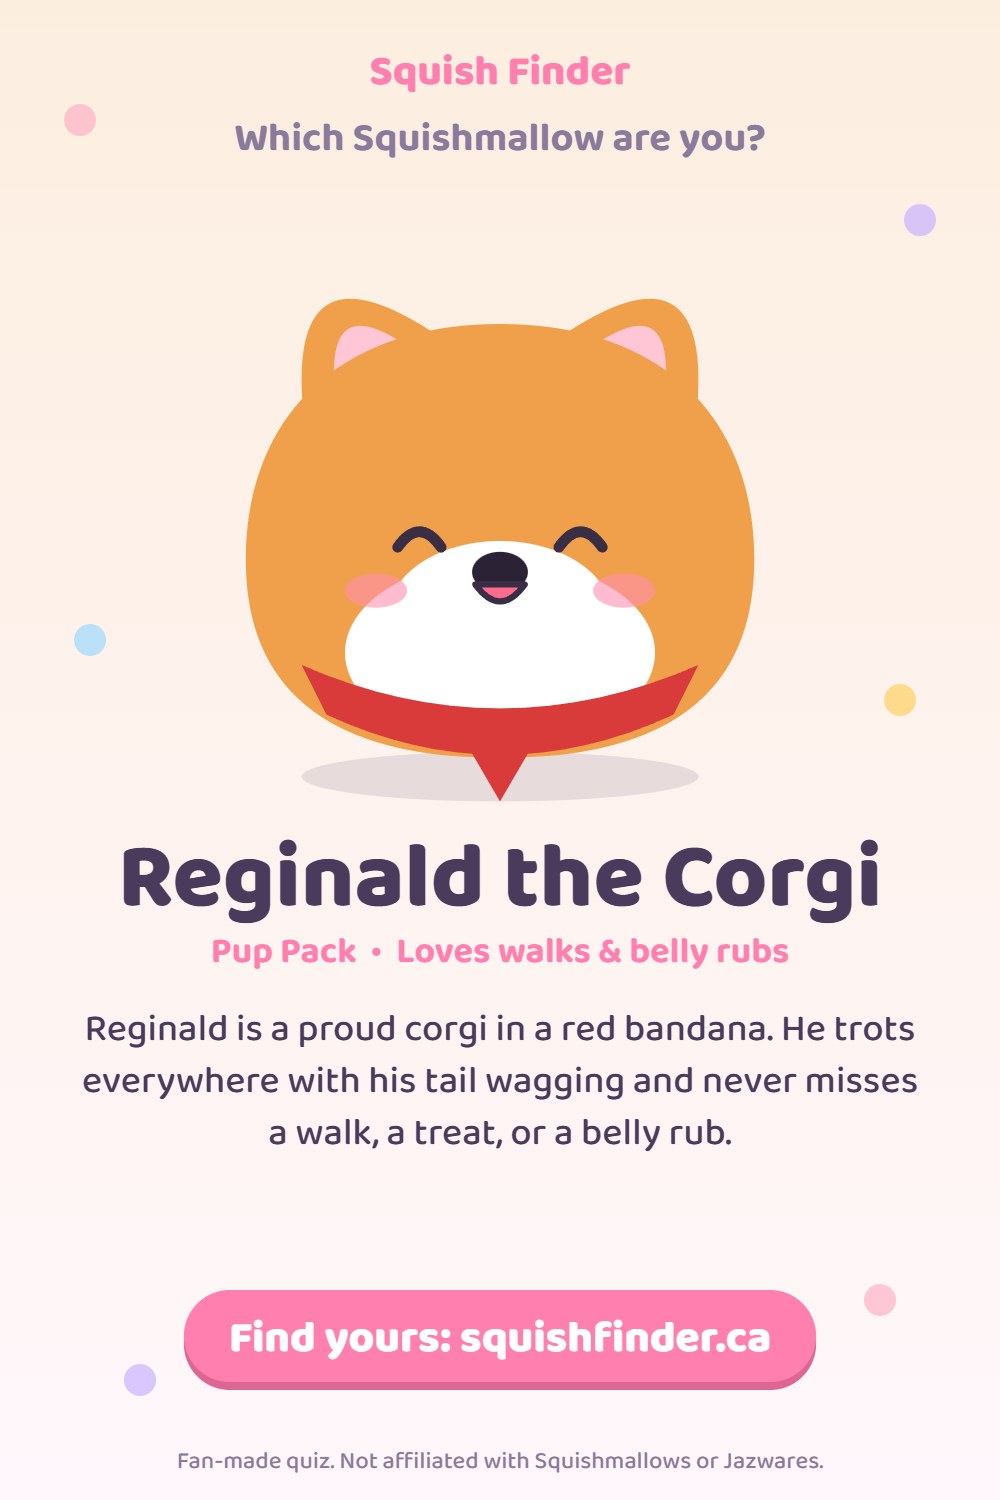 Squish Finder
Which Squishmallow are you?
Reginald the Corgi
Pup Pack • Loves walks & belly rubs
Reginald is a proud corgi in a red bandana. He trots
everywhere with his tail wagging and never misses
a walk, a treat, or a belly rub.
Find yours: squishfinder.ca
Fan-made quiz. Not affiliated with Squishmallows or Jazwares.